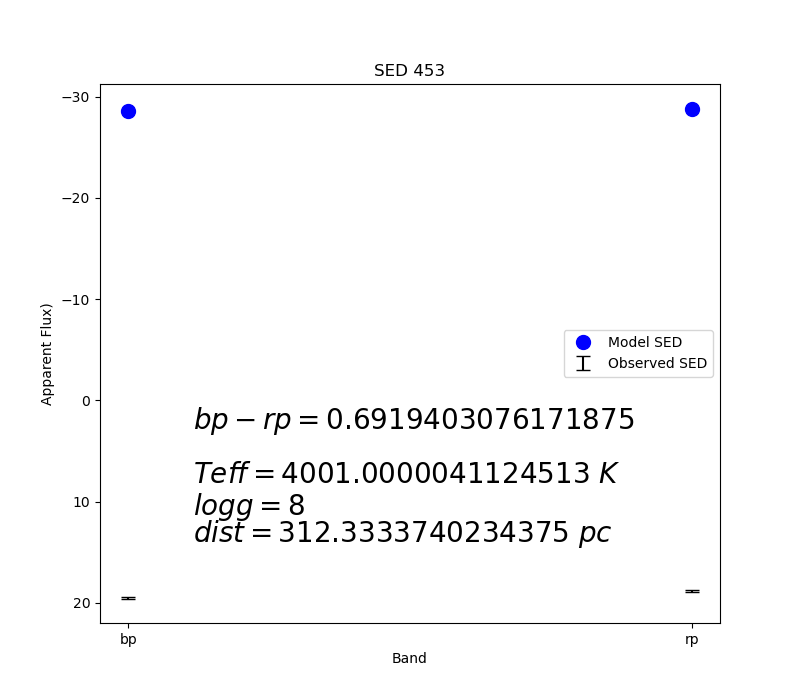 SED 453
−30
−20
−10
0
10
20
Apparent Flux)
Model SED
Observed SED
bp − rp = 0.6919403076171875
Teff = 4001.0000041124513 K
logg = 8
dist = 312.3333740234375 pc
bp
rp
Band